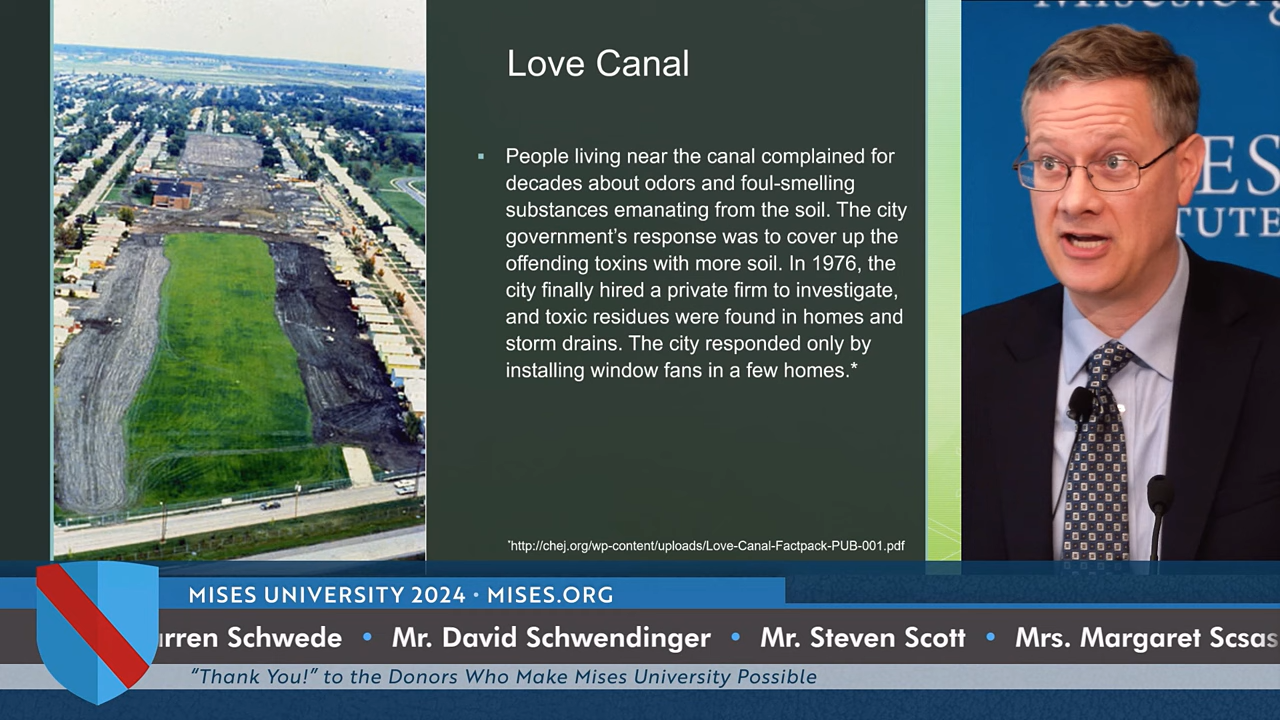 Love Canal
▪ People living near the canal complained for
decades about odors and foul-smelling
substances emanating from the soil. The city
government’s response was to cover up the
offending toxins with more soil. In 1976, the
city finally hired a private firm to investigate,
and toxic residues were found in homes and
storm drains. The city responded only by
installing window fans in a few homes.*
*http://chej.org/wp-content/uploads/Love-Canal-Factpack-PUB-001.pdf
MISES UNIVERSITY 2024 • MISES.ORG
Schwede • Mr. David Schwendinger • Mr. Steven Scott • Mrs. Margaret
“Thank You!” to the Donors Who Make Mises University Possible